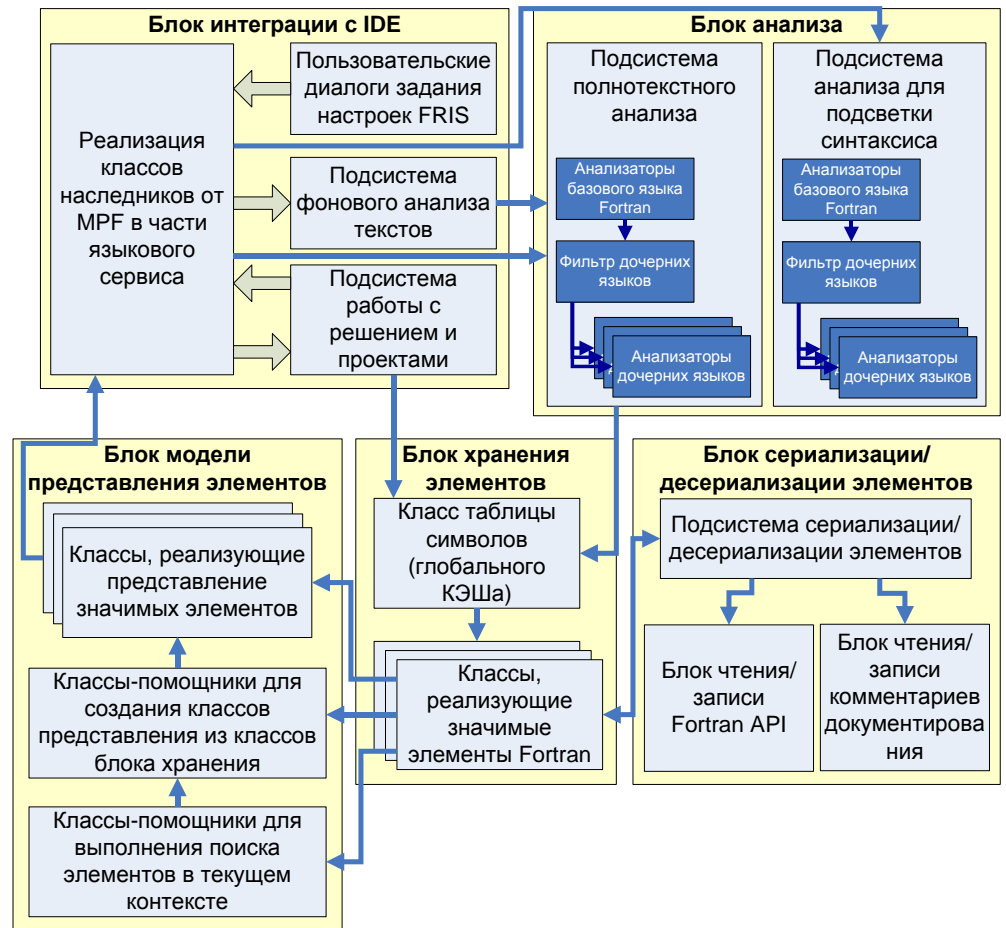 Блок интеграции с IDE
Реализация
классов
наследников от
MPF в части
языкового
сервиса
Пользовательские
диалоги задания
настроек FRIS
Подсистема
фонового анализа
текстов
Подсистема
работы с
решением и
проектами
Блок анализа
Подсистема
полнотекстного
анализа
Анализаторы
базового языка
Fortran
Фильтр дочерних
языков
Анализаторы
дочерних языков
Подсистема
анализа для
подсветки
синтаксиса
Анализаторы
базового языка
Fortran
Фильтр дочерних
языков
Анализаторы
дочерних языков
Блок модели
представления элементов
Классы, реализующие
представление
значимых элементов
Классы-помощники для
создания классов
представления из классов
блока хранения
Классы-помощники для
выполнения поиска
элементов в текущем
контексте
Блок хранения
элементов
Класс таблицы
символов
(глобального
КЭШа)
Классы,
реализующие
значимые
элементы Fortran
Блок сериализации/
десериализации элементов
Подсистема сериализации/
десериализации элементов
Блок чтения/
записи
Fortran API
Блок чтения/
записи
комментариев
документирова
ния